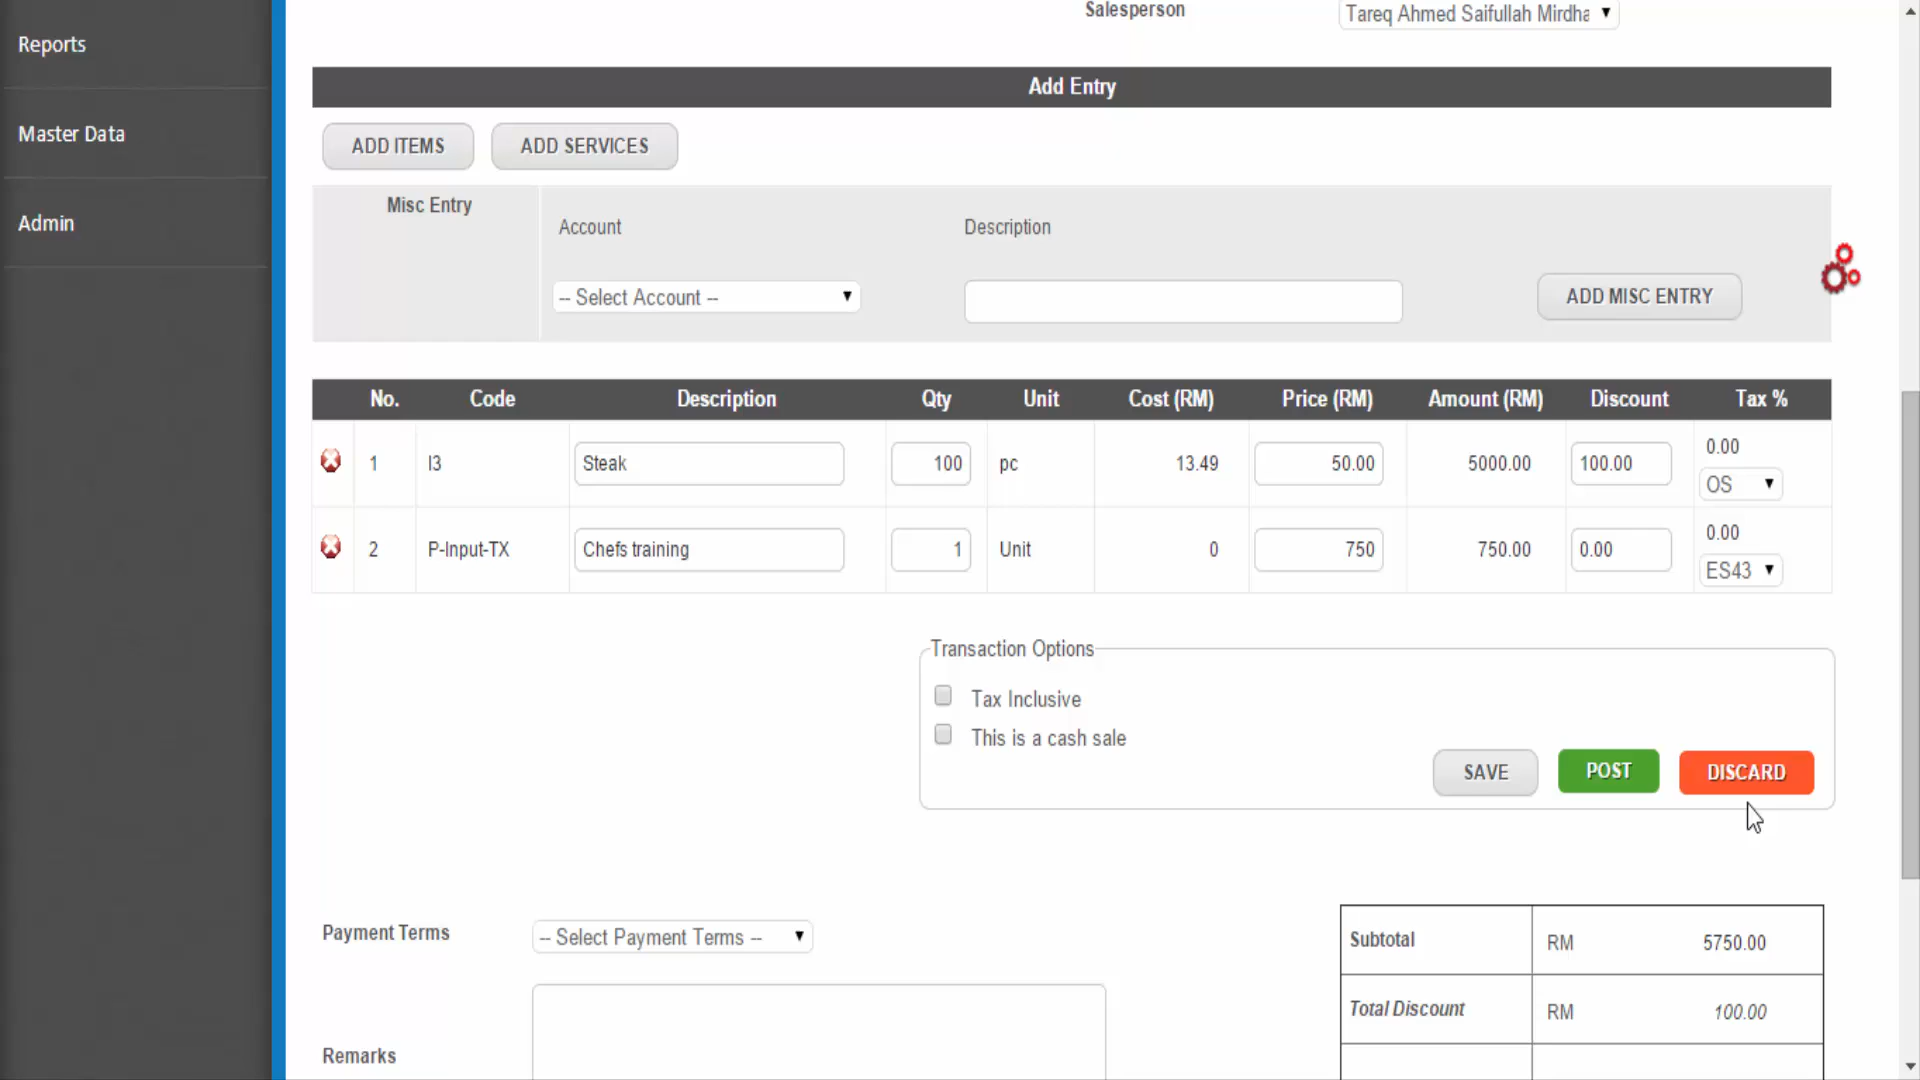 Salesperson Tareq Ahmed Saifullah Mirdha
Reports
Add Entry
Master Data
ADD ITEMS ADD SERVICES
Misc Entry
Admin
Account Description
-- Select Account -- ADD MISC ENTRY
No. Code Description Qty Unit Cost (RM) Price (RM) Amount (RM) Discount Tax %
1 I3 Steak 100 pc 13.49 50.00 5000.00 100.00 0.00
OS
2 P-Input-TX Chefs training 1 Unit 0 750 750.00 0.00 0.00
ES43
Transaction Options
Tax Inclusive
This is a cash sale
SAVE POST DISCARD
Payment Terms -- Select Payment Terms --
Subtotal RM 5750.00
Total Discount RM 100.00
Remarks